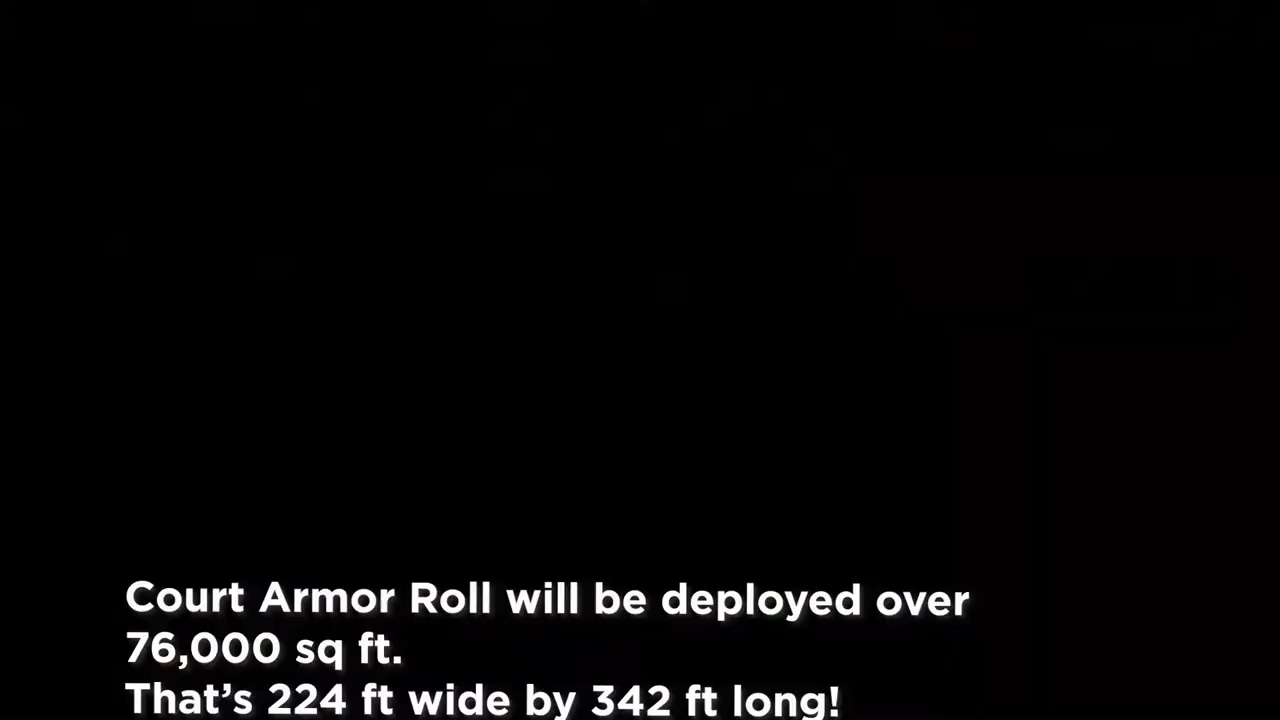 Court Armor Roll will be deployed over
76,000 sq ft.
That’s 224 ft wide by 342 ft long!